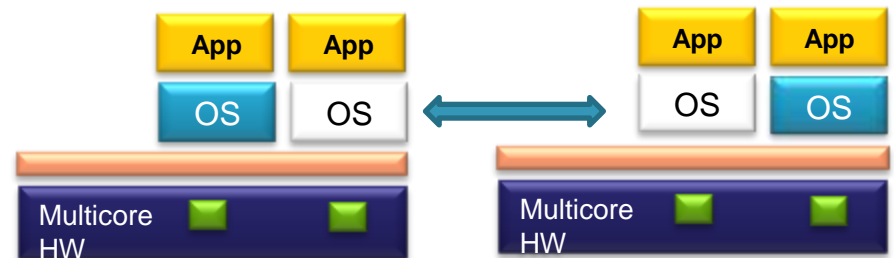 App App App App
OS OS OS OS
Multicore
HW
Multicore
HW